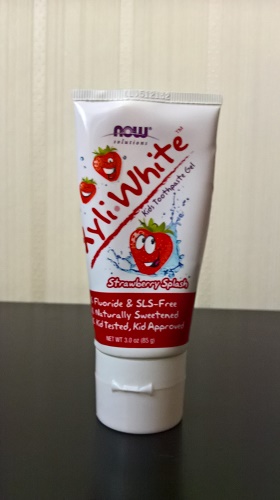 NOW®
solutions
XyliWhite™
Kids Toothpaste Gel
Strawberry Splash
Fluoride & SLS-Free
Naturally Sweetened
Kid Tested, Kid Approved
NET WT 3.0 oz (85 g)